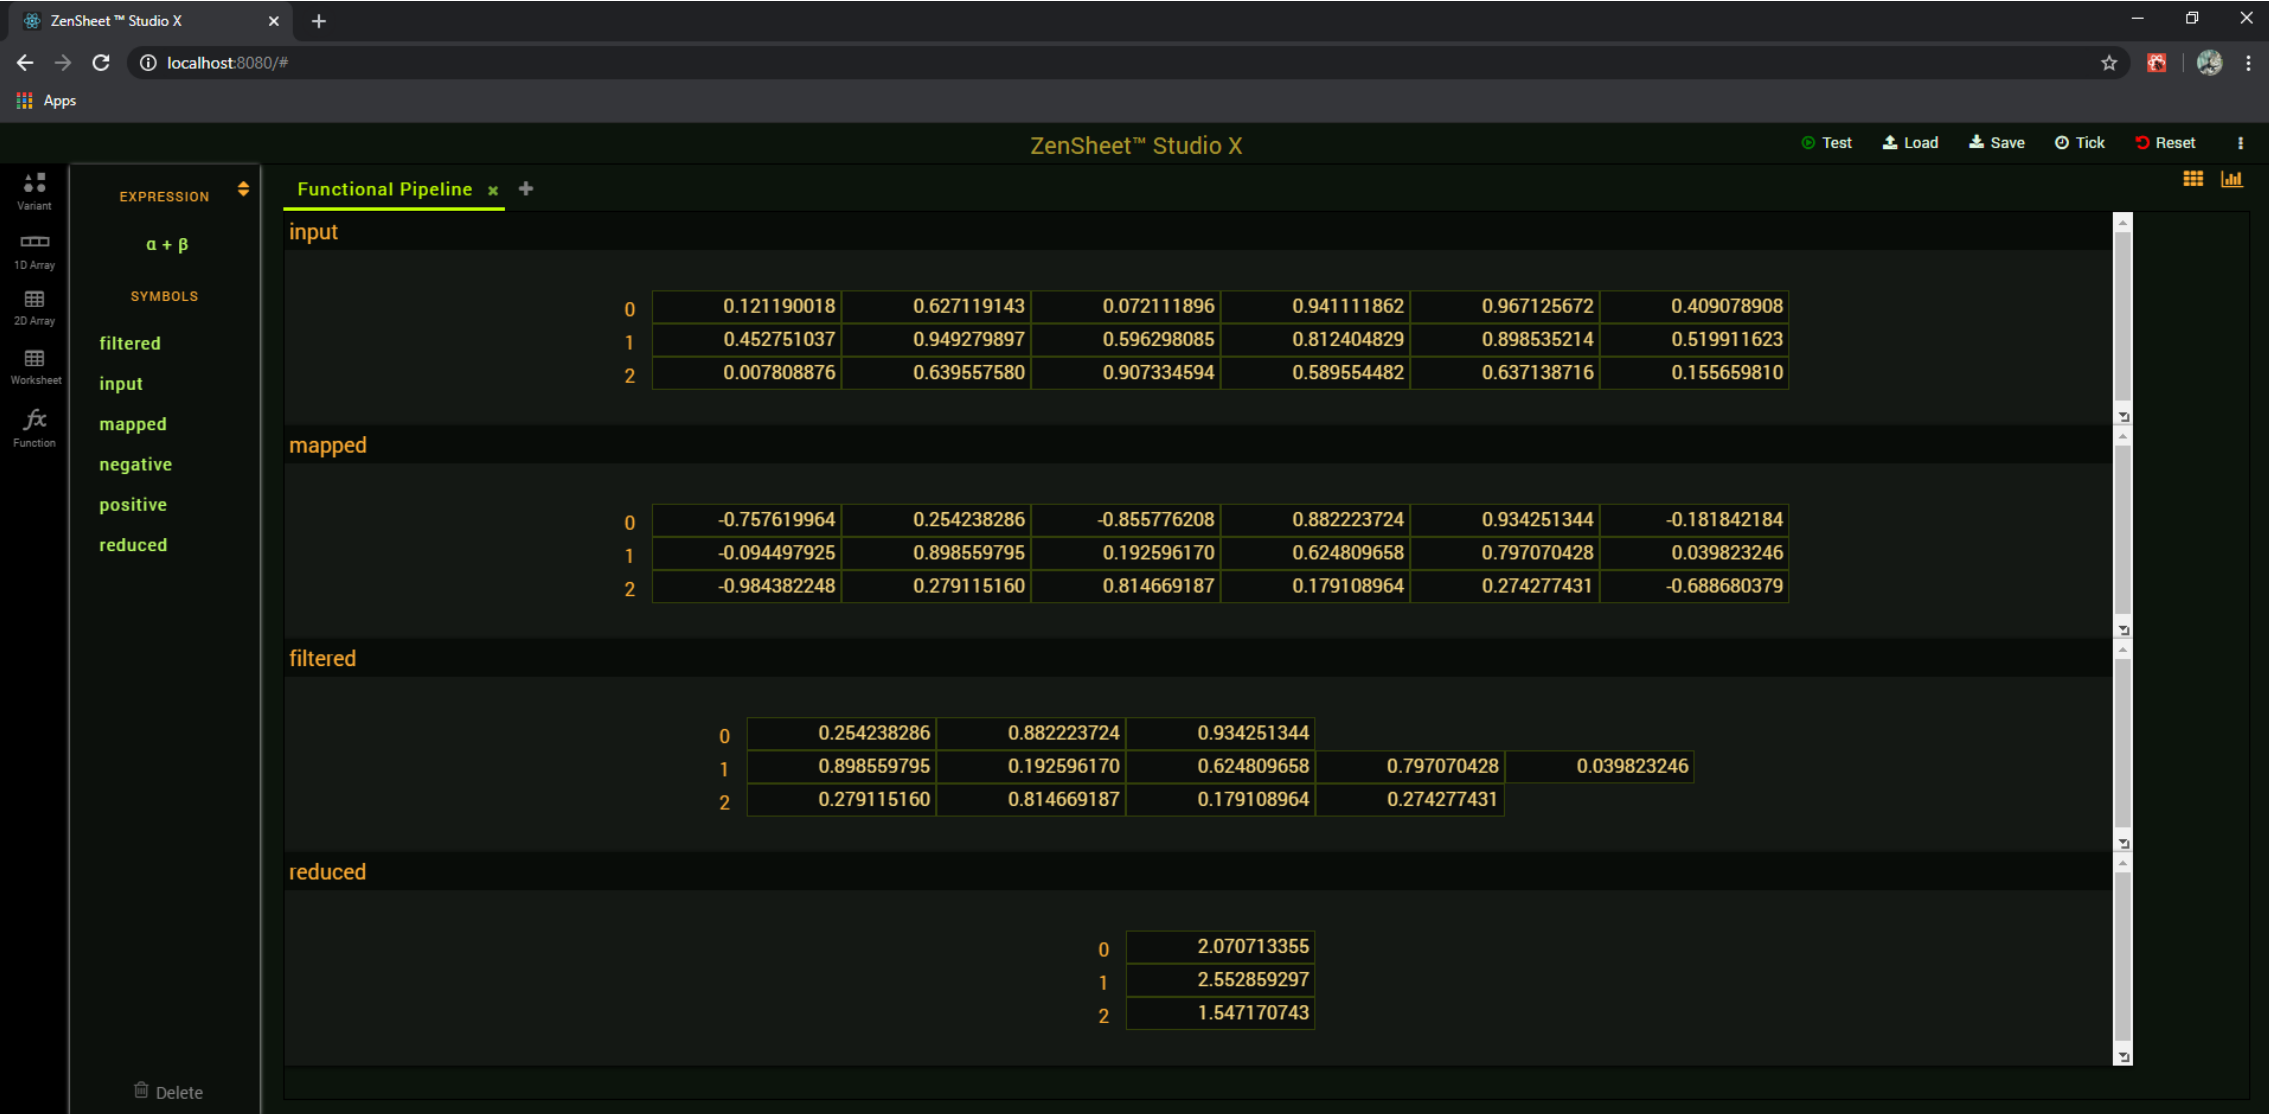 ZenSheet ™ Studio X
localhost:8080/#
Apps
ZenSheet™ Studio X
Test Load Save Tick Reset
Variant
1D Array
2D Array
Worksheet
fx
Function
EXPRESSION
α + β
SYMBOLS
filtered
input
mapped
negative
positive
reduced
Delete
Functional Pipeline
input
0 0.121190018 0.627119143 0.072111896 0.941111862 0.967125672 0.409078908
1 0.452751037 0.949279897 0.596298085 0.812404829 0.898535214 0.519911623
2 0.007808876 0.639557580 0.907334594 0.589554482 0.637138716 0.155659810
mapped
0 -0.757619964 0.254238286 -0.855776208 0.882223724 0.934251344 -0.181842184
1 -0.094497925 0.898559795 0.192596170 0.624809658 0.797070428 0.039823246
2 -0.984382248 0.279115160 0.814669187 0.179108964 0.274277431 -0.688680379
filtered
0 0.254238286 0.882223724 0.934251344
1 0.898559795 0.192596170 0.624809658 0.797070428 0.039823246
2 0.279115160 0.814669187 0.179108964 0.274277431
reduced
0 2.070713355
1 2.552859297
2 1.547170743